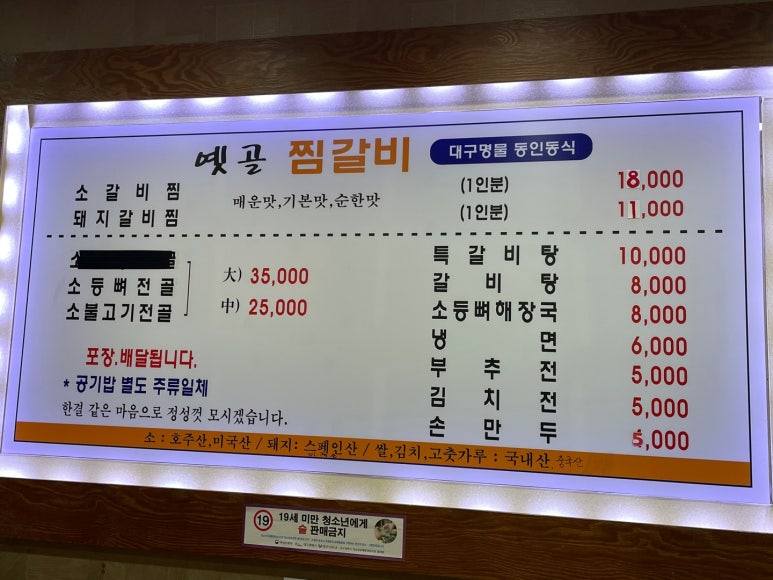 옛골 찜갈비 대구명물 동인동식
소갈비찜 (1인분) 18,000
매운맛,기본맛,순한맛
돼지갈비찜 (1인분) 11,000
소등뼈전골
소불고기전골
大) 35,000
中) 25,000
특갈비탕 10,000
갈비탕 8,000
소등뼈해장국 8,000
냉면 6,000
부추전 5,000
김치전 5,000
손만두 5,000
포장.배달됩니다.
* 공기밥 별도 주류일체
한결 같은 마음으로 정성껏 모시겠습니다.
소 : 호주산,미국산 / 돼지: 스페인산 / 쌀,김치,고춧가루 : 국내산 중국산
19 19세 미만 청소년에게
술 판매금지